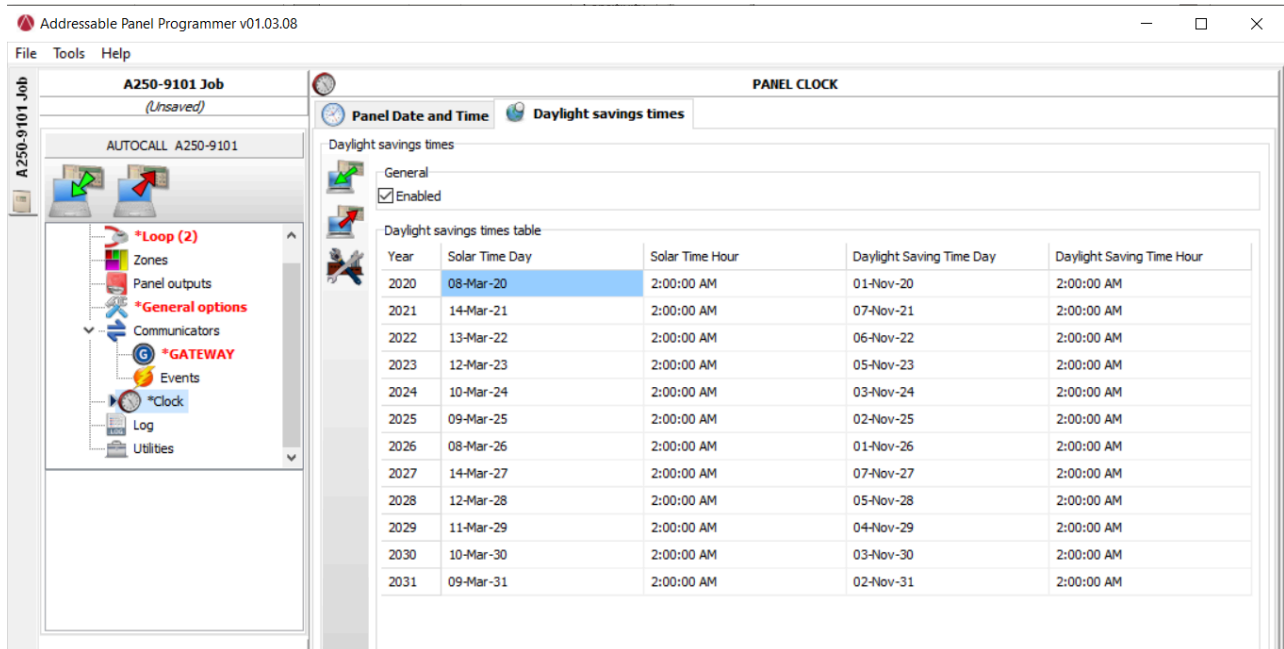 Addressable Panel Programmer v01.03.08
File Tools Help
A250-9101 Job
A250-9101 Job
(Unsaved)
AUTOCALL A250-9101
*Loop (2)
Zones
Panel outputs
*General options
Communicators
G *GATEWAY
Events
*Clock
LOG Log
Utilities
PANEL CLOCK
Panel Date and Time Daylight savings times
Daylight savings times
General
Enabled
Daylight savings times table
Year Solar Time Day Solar Time Hour Daylight Saving Time Day Daylight Saving Time Hour
2020 08-Mar-20 2:00:00 AM 01-Nov-20 2:00:00 AM
2021 14-Mar-21 2:00:00 AM 07-Nov-21 2:00:00 AM
2022 13-Mar-22 2:00:00 AM 06-Nov-22 2:00:00 AM
2023 12-Mar-23 2:00:00 AM 05-Nov-23 2:00:00 AM
2024 10-Mar-24 2:00:00 AM 03-Nov-24 2:00:00 AM
2025 09-Mar-25 2:00:00 AM 02-Nov-25 2:00:00 AM
2026 08-Mar-26 2:00:00 AM 01-Nov-26 2:00:00 AM
2027 14-Mar-27 2:00:00 AM 07-Nov-27 2:00:00 AM
2028 12-Mar-28 2:00:00 AM 05-Nov-28 2:00:00 AM
2029 11-Mar-29 2:00:00 AM 04-Nov-29 2:00:00 AM
2030 10-Mar-30 2:00:00 AM 03-Nov-30 2:00:00 AM
2031 09-Mar-31 2:00:00 AM 02-Nov-31 2:00:00 AM